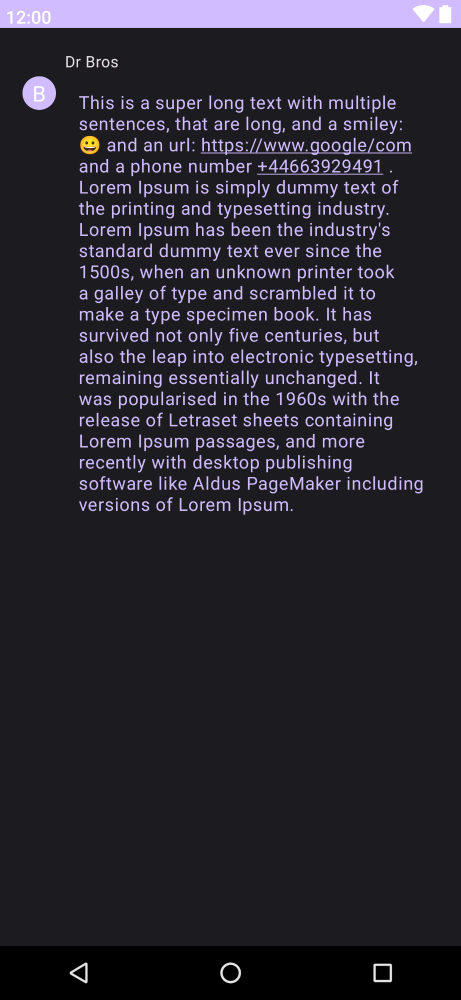 12:00
Dr Bros
B
This is a super long text with multiple
sentences, that are long, and a smiley:
😀 and an url: https://www.google/com
and a phone number +44663929491 .
Lorem Ipsum is simply dummy text of
the printing and typesetting industry.
Lorem Ipsum has been the industry's
standard dummy text ever since the
1500s, when an unknown printer took
a galley of type and scrambled it to
make a type specimen book. It has
survived not only five centuries, but
also the leap into electronic typesetting,
remaining essentially unchanged. It
was popularised in the 1960s with the
release of Letraset sheets containing
Lorem Ipsum passages, and more
recently with desktop publishing
software like Aldus PageMaker including
versions of Lorem Ipsum.